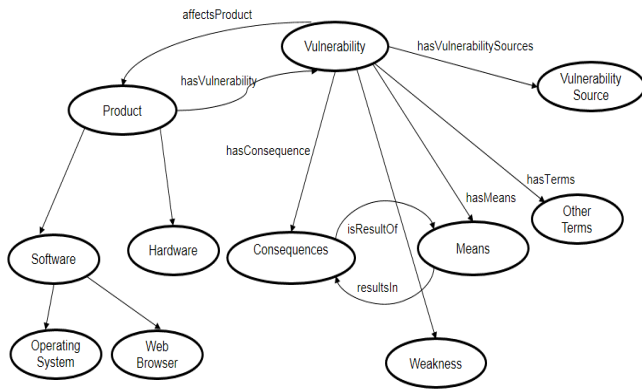 affectsProduct
Vulnerability
hasVulnerabilitySources
hasVulnerability
Vulnerability
Source
Product
hasConsequence
hasTerms
hasMeans
Other
Terms
isResultOf
Software
Hardware
Consequences
Means
resultsIn
Operating
System
Web
Browser
Weakness